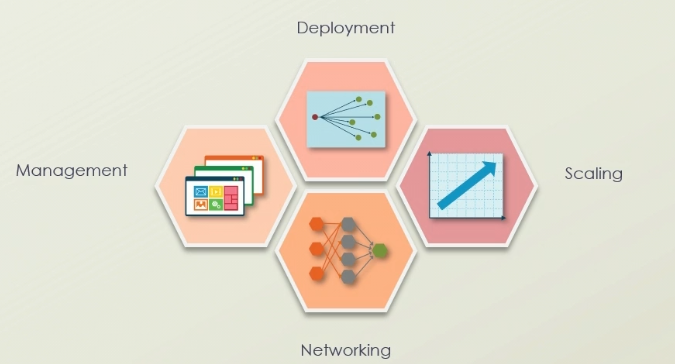 Deployment
Management
Scaling
Networking